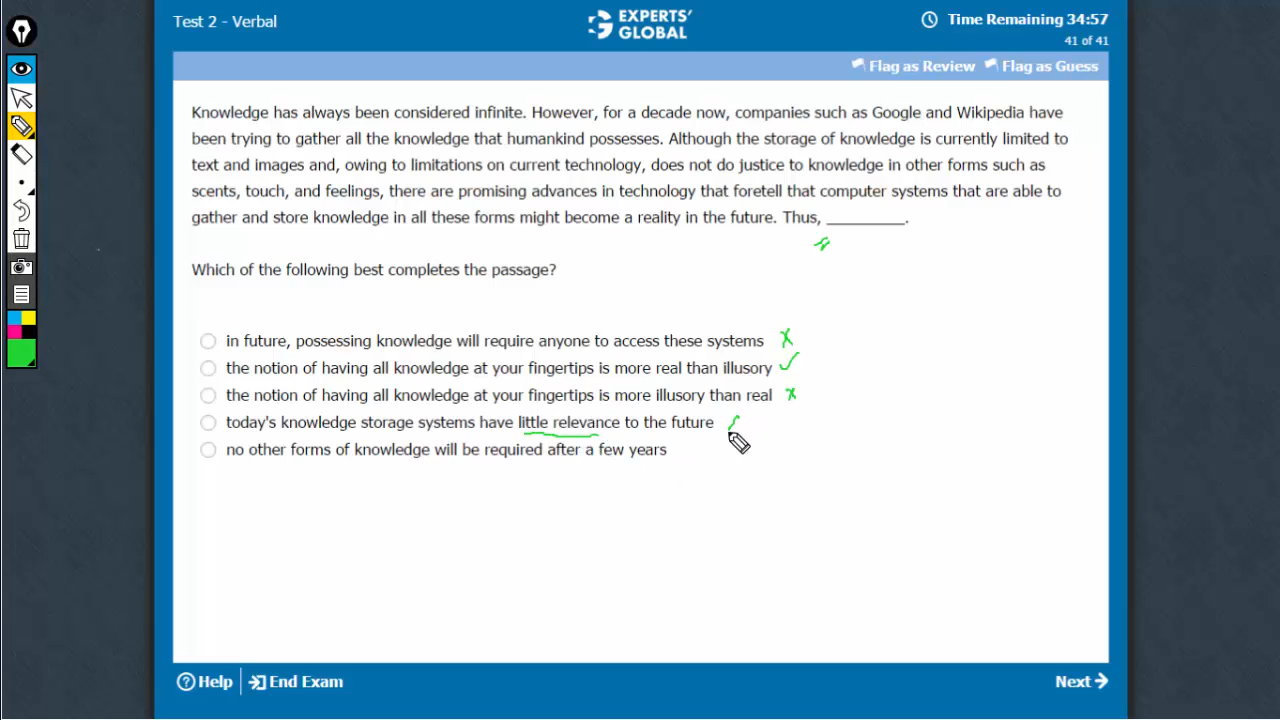 Test 2 - Verbal
EXPERTS'
GLOBAL
Time Remaining 34:57
41 of 41
Flag as Review Flag as Guess
Knowledge has always been considered infinite. However, for a decade now, companies such as Google and Wikipedia have
been trying to gather all the knowledge that humankind possesses. Although the storage of knowledge is currently limited to
text and images and, owing to limitations on current technology, does not do justice to knowledge in other forms such as
scents, touch, and feelings, there are promising advances in technology that foretell that computer systems that are able to
gather and store knowledge in all these forms might become a reality in the future. Thus, _________.
Which of the following best completes the passage?
in future, possessing knowledge will require anyone to access these systems
the notion of having all knowledge at your fingertips is more real than illusory
the notion of having all knowledge at your fingertips is more illusory than real
today's knowledge storage systems have little relevance to the future
no other forms of knowledge will be required after a few years
Help End Exam Next